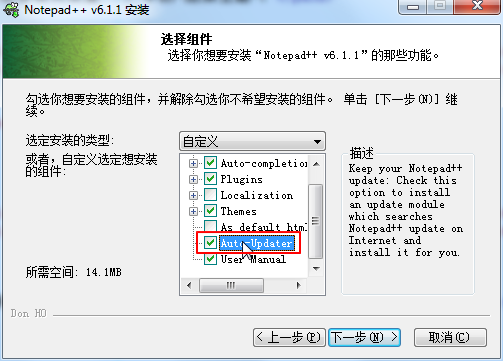 Notepad++ v6.1.1 安装
选择组件
选择你想要安装“Notepad++ v6.1.1”的那些功能。
勾选你想要安装的组件，并解除勾选你不希望安装的组件。 单击 [下一步(N)] 继
续。
选定安装的类型:
自定义
或者，自定义选定想安装
的组件:
Auto-completion
Plugins
Localization
Themes
As default html
Auto-Updater
User Manual
描述
Keep your Notepad++
update: Check this
option to install
an update module
which searches
Notepad++ update on
Internet and
install it for you.
所需空间: 14.1MB
Don HO
< 上一步(P)
下一步(N) >
取消(C)